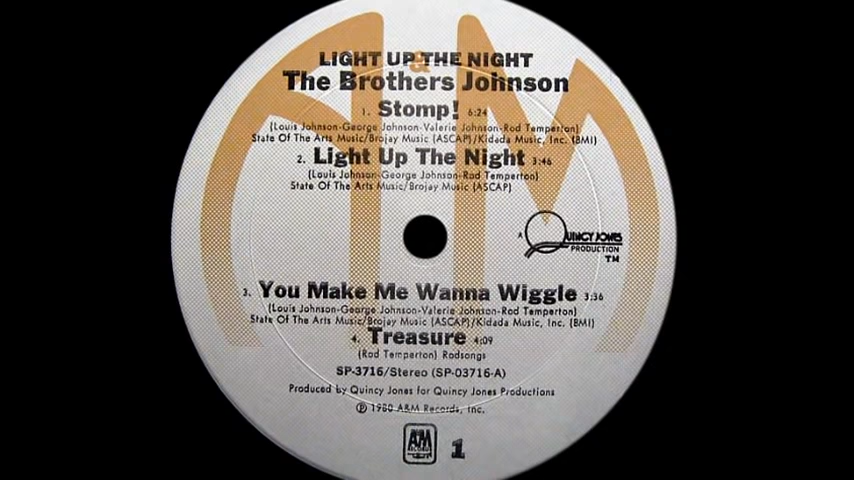 LIGHT UP THE NIGHT
The Brothers Johnson
1. Stomp! 6:24
(Louis Johnson-George Johnson-Valerie Johnson-Rod Temperton)
State Of The Arts Music/Brojay Music (ASCAP)/Kidada Music, Inc. (BMI)
2. Light Up The Night 3:46
(Louis Johnson-George Johnson-Rod Temperton)
State Of The Arts Music/Brojay Music (ASCAP)
A QUINCY JONES
PRODUCTION
TM
3. You Make Me Wanna Wiggle 3:36
(Louis Johnson-George Johnson-Valerie Johnson-Rod Temperton)
State Of The Arts Music/Brojay Music (ASCAP)/Kidada Music, Inc. (BMI)
4. Treasure 4:09
(Rod Temperton) Rodsongs
SP-3716/Stereo (SP-03716-A)
Produced by Quincy Jones for Quincy Jones Productions
℗ 1980 A&M Records, Inc.
A&M
RECORDS
1